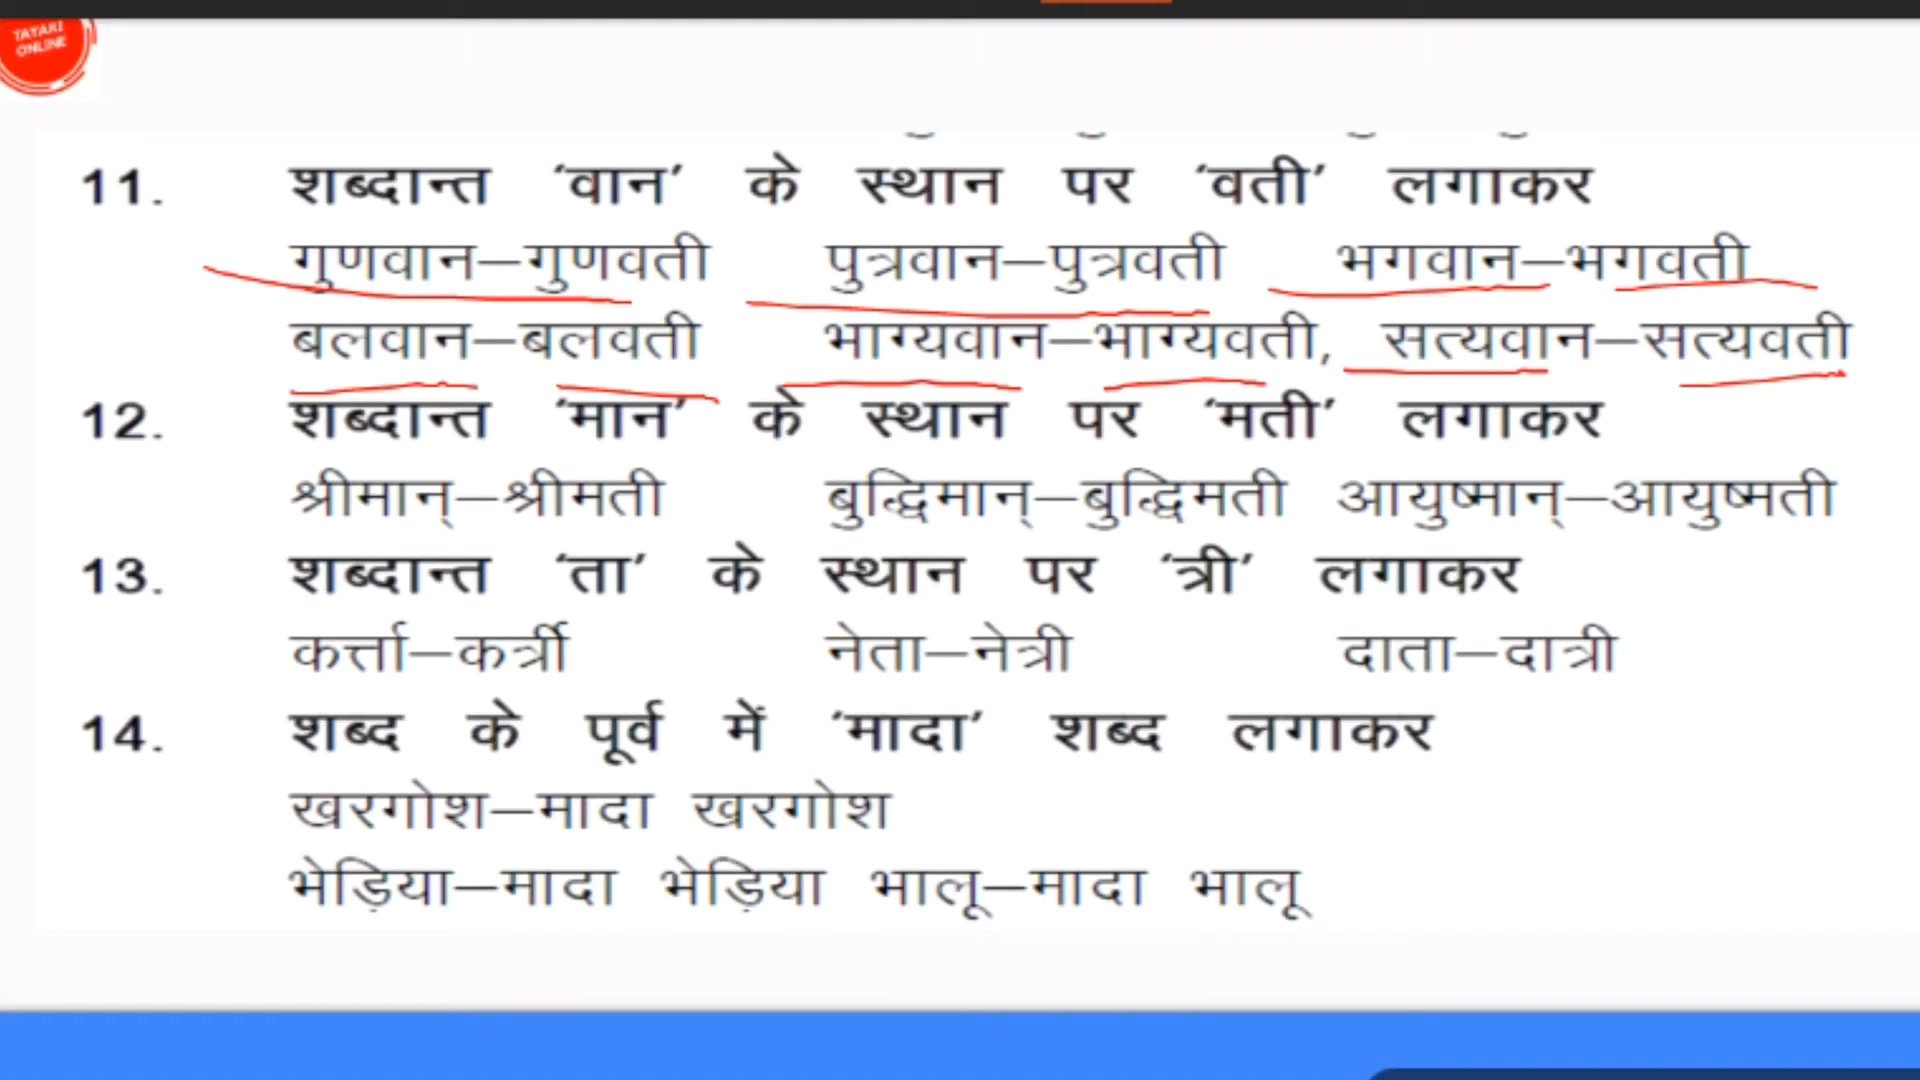 TAYARI
ONLINE
11. शब्दान्त ‘वान’ के स्थान पर ‘वती’ लगाकर
गुणवान–गुणवती पुत्रवान–पुत्रवती भगवान–भगवती
बलवान–बलवती भाग्यवान–भाग्यवती, सत्यवान–सत्यवती
12. शब्दान्त ‘मान’ के स्थान पर ‘मती’ लगाकर
श्रीमान्–श्रीमती बुद्धिमान्–बुद्धिमती आयुष्मान्–आयुष्मती
13. शब्दान्त ‘ता’ के स्थान पर ‘त्री’ लगाकर
कर्त्ता–कर्त्री नेता–नेत्री दाता–दात्री
14. शब्द के पूर्व में ‘मादा’ शब्द लगाकर
खरगोश–मादा खरगोश
भेड़िया–मादा भेड़िया भालू–मादा भालू